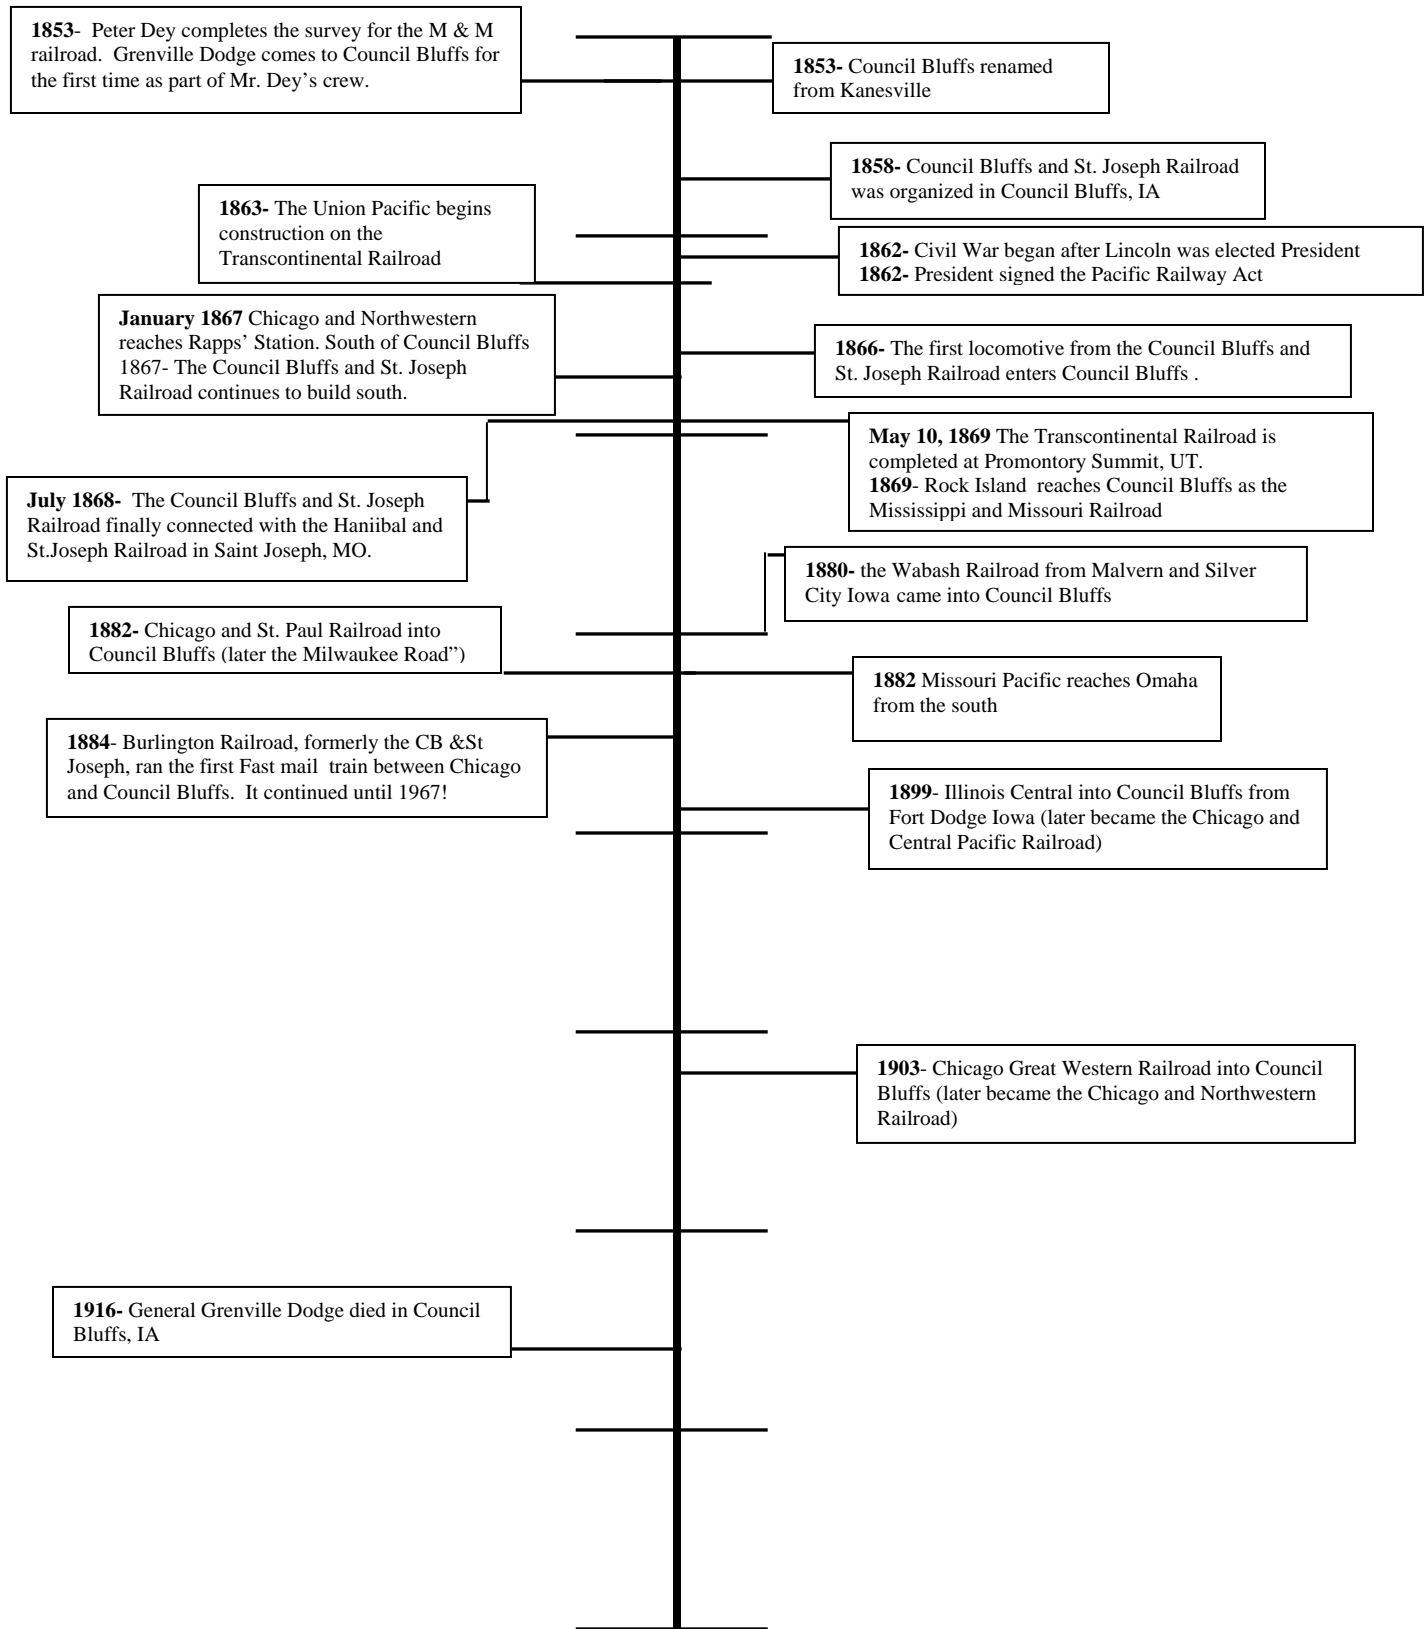 1853- Peter Dey completes the survey for the M & M
railroad. Grenville Dodge comes to Council Bluffs for
the first time as part of Mr. Dey's crew.
1853- Council Bluffs renamed
from Kanesville
1858- Council Bluffs and St. Joseph Railroad
was organized in Council Bluffs, IA
1863- The Union Pacific begins
construction on the
Transcontinental Railroad
1862- Civil War began after Lincoln was elected President
1862- President signed the Pacific Railway Act
January 1867 Chicago and Northwestern
reaches Rapps' Station. South of Council Bluffs
1867- The Council Bluffs and St. Joseph
Railroad continues to build south.
1866- The first locomotive from the Council Bluffs and
St. Joseph Railroad enters Council Bluffs .
May 10, 1869 The Transcontinental Railroad is
completed at Promontory Summit, UT.
1869- Rock Island reaches Council Bluffs as the
Mississippi and Missouri Railroad
July 1868- The Council Bluffs and St. Joseph
Railroad finally connected with the Haniibal and
St.Joseph Railroad in Saint Joseph, MO.
1880- the Wabash Railroad from Malvern and Silver
City Iowa came into Council Bluffs
1882- Chicago and St. Paul Railroad into
Council Bluffs (later the Milwaukee Road")
1882 Missouri Pacific reaches Omaha
from the south
1884- Burlington Railroad, formerly the CB &St
Joseph, ran the first Fast mail train between Chicago
and Council Bluffs. It continued until 1967!
1899- Illinois Central into Council Bluffs from
Fort Dodge Iowa (later became the Chicago and
Central Pacific Railroad)
1903- Chicago Great Western Railroad into Council
Bluffs (later became the Chicago and Northwestern
Railroad)
1916- General Grenville Dodge died in Council
Bluffs, IA